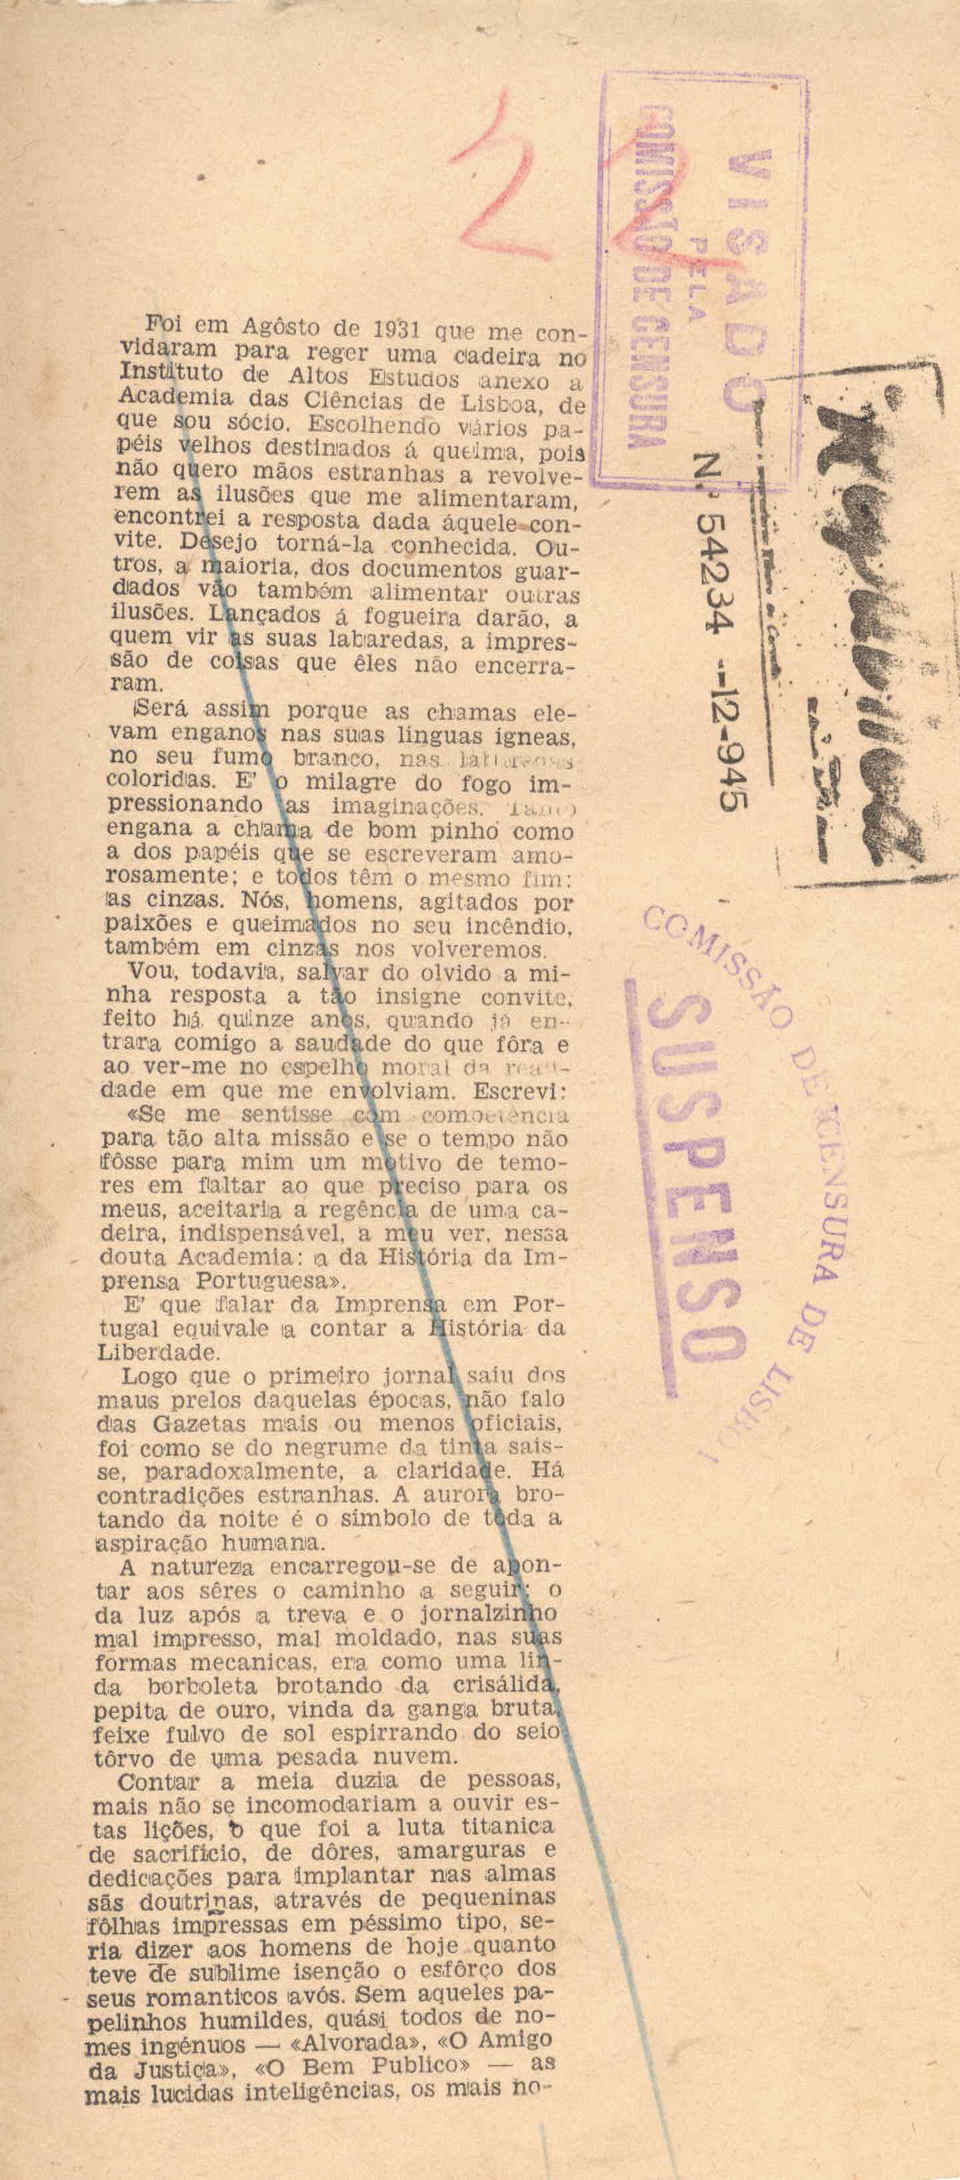 22
VISADO
PELA
COMISSÃO DE CENSURA
N.º 54234 --12-945
COMISSÃO DE CENSURA DE LISBOA
SUSPENSO
Foi em Agôsto de 1931 que me con-
vidaram para reger uma cadeira no
Instituto de Altos Estudos anexo a
Academia das Ciências de Lisboa, de
que sou sócio. Escolhendo vários pa-
péis velhos destinados á queima, pois
não quero mãos estranhas a revolve-
rem as ilusões que me alimentaram,
encontrei a resposta dada áquele con-
vite. Desejo torná-la conhecida. Ou-
tros, a maioria, dos documentos guar-
dados vão também alimentar outras
ilusões. Lançados á fogueira darão, a
quem vir as suas labaredas, a impres-
são de coisas que êles não encerra-
ram.
Será assim porque as chamas ele-
vam enganos nas suas linguas igneas,
no seu fumo branco, nas labaredas
coloridas. E' o milagre do fogo im-
pressionando as imaginações. Tanto
engana a chama de bom pinho como
a dos papéis que se escreveram amo-
rosamente; e todos têm o mesmo fim:
as cinzas. Nós, homens, agitados por
paixões e queimados no seu incêndio,
também em cinzas nos volveremos.
Vou, todavia, salvar do olvido a mi-
nha resposta a tão insigne convite,
feito há quinze anos, quando já en-
trara comigo a saudade do que fôra e
ao ver-me no espelho moral da reali-
dade em que me envolviam. Escrevi:
«Se me sentisse com competência
para tão alta missão e se o tempo não
fôsse para mim um motivo de temo-
res em faltar ao que preciso para os
meus, aceitaria a regência de uma ca-
deira, indispensável, a meu ver, nessa
douta Academia: a da História da Im-
prensa Portuguesa».
E' que falar da Imprensa em Por-
tugal equivale a contar a História da
Liberdade.
Logo que o primeiro jornal saiu dos
maus prelos daquelas épocas, não falo
das Gazetas mais ou menos oficiais,
foi como se do negrume da tinta sais-
se, paradoxalmente, a claridade. Há
contradições estranhas. A aurora bro-
tando da noite é o simbolo de toda a
aspiração humana.
A natureza encarregou-se de apon-
tar aos sêres o caminho a seguir: o
da luz após a treva e o jornalzinho
mal impresso, mal moldado, nas suas
formas mecanicas, era como uma lin-
da borboleta brotando da crisálida,
pepita de ouro, vinda da ganga bruta,
feixe fulvo de sol espirrando do seio
tôrvo de uma pesada nuvem.
Contar a meia duzia de pessoas,
mais não se incomodariam a ouvir es-
tas lições, o que foi a luta titanica
de sacrifício, de dôres, amarguras e
dedicações para implantar nas almas
sãs doutrinas, através de pequeninas
fôlhas impressas em péssimo tipo, se-
ria dizer aos homens de hoje quanto
teve de sublime isenção o esfôrço dos
seus romanticos avós. Sem aqueles pa-
pelinhos humildes, quási todos de no-
mes ingénuos — «Alvorada», «O Amigo
da Justiça», «O Bem Publico» — as
mais lucidas inteligências, os mais no-